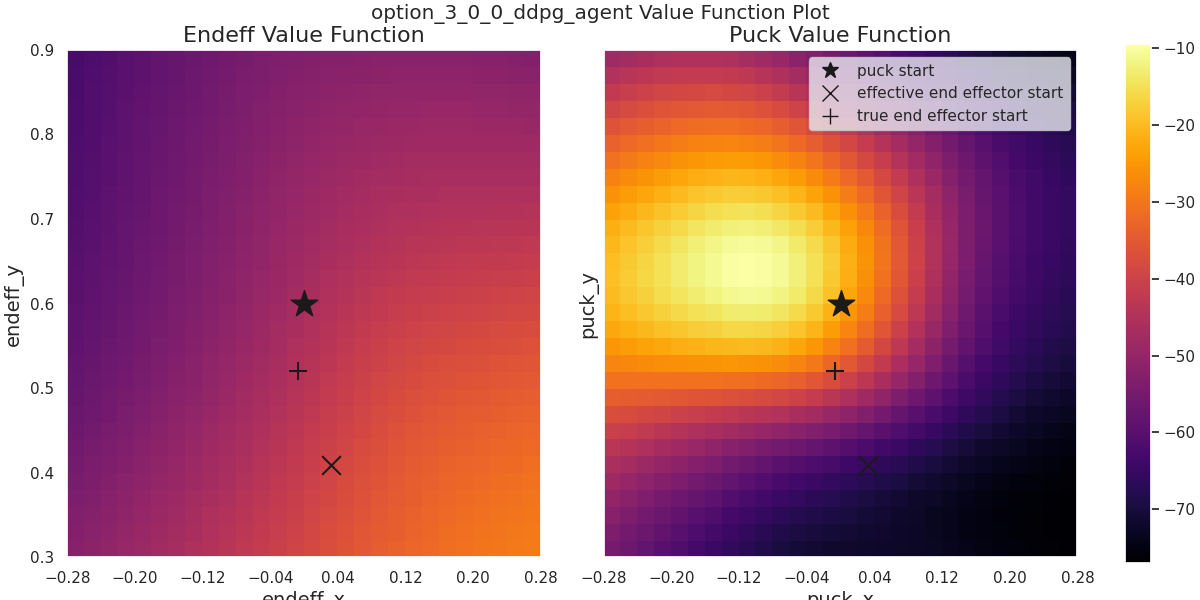 option_3_0_0_ddpg_agent Value Function Plot
Endeff Value Function
Puck Value Function
puck start
effective end effector start
true end effector start
endeff_y
0.9
0.8
0.7
0.6
0.5
0.4
0.3
−0.28 −0.20 −0.12 −0.04 0.04 0.12 0.20 0.28
endeff_x
puck_y
−0.28 −0.20 −0.12 −0.04 0.04 0.12 0.20 0.28
puck_x
−10
−20
−30
−40
−50
−60
−70